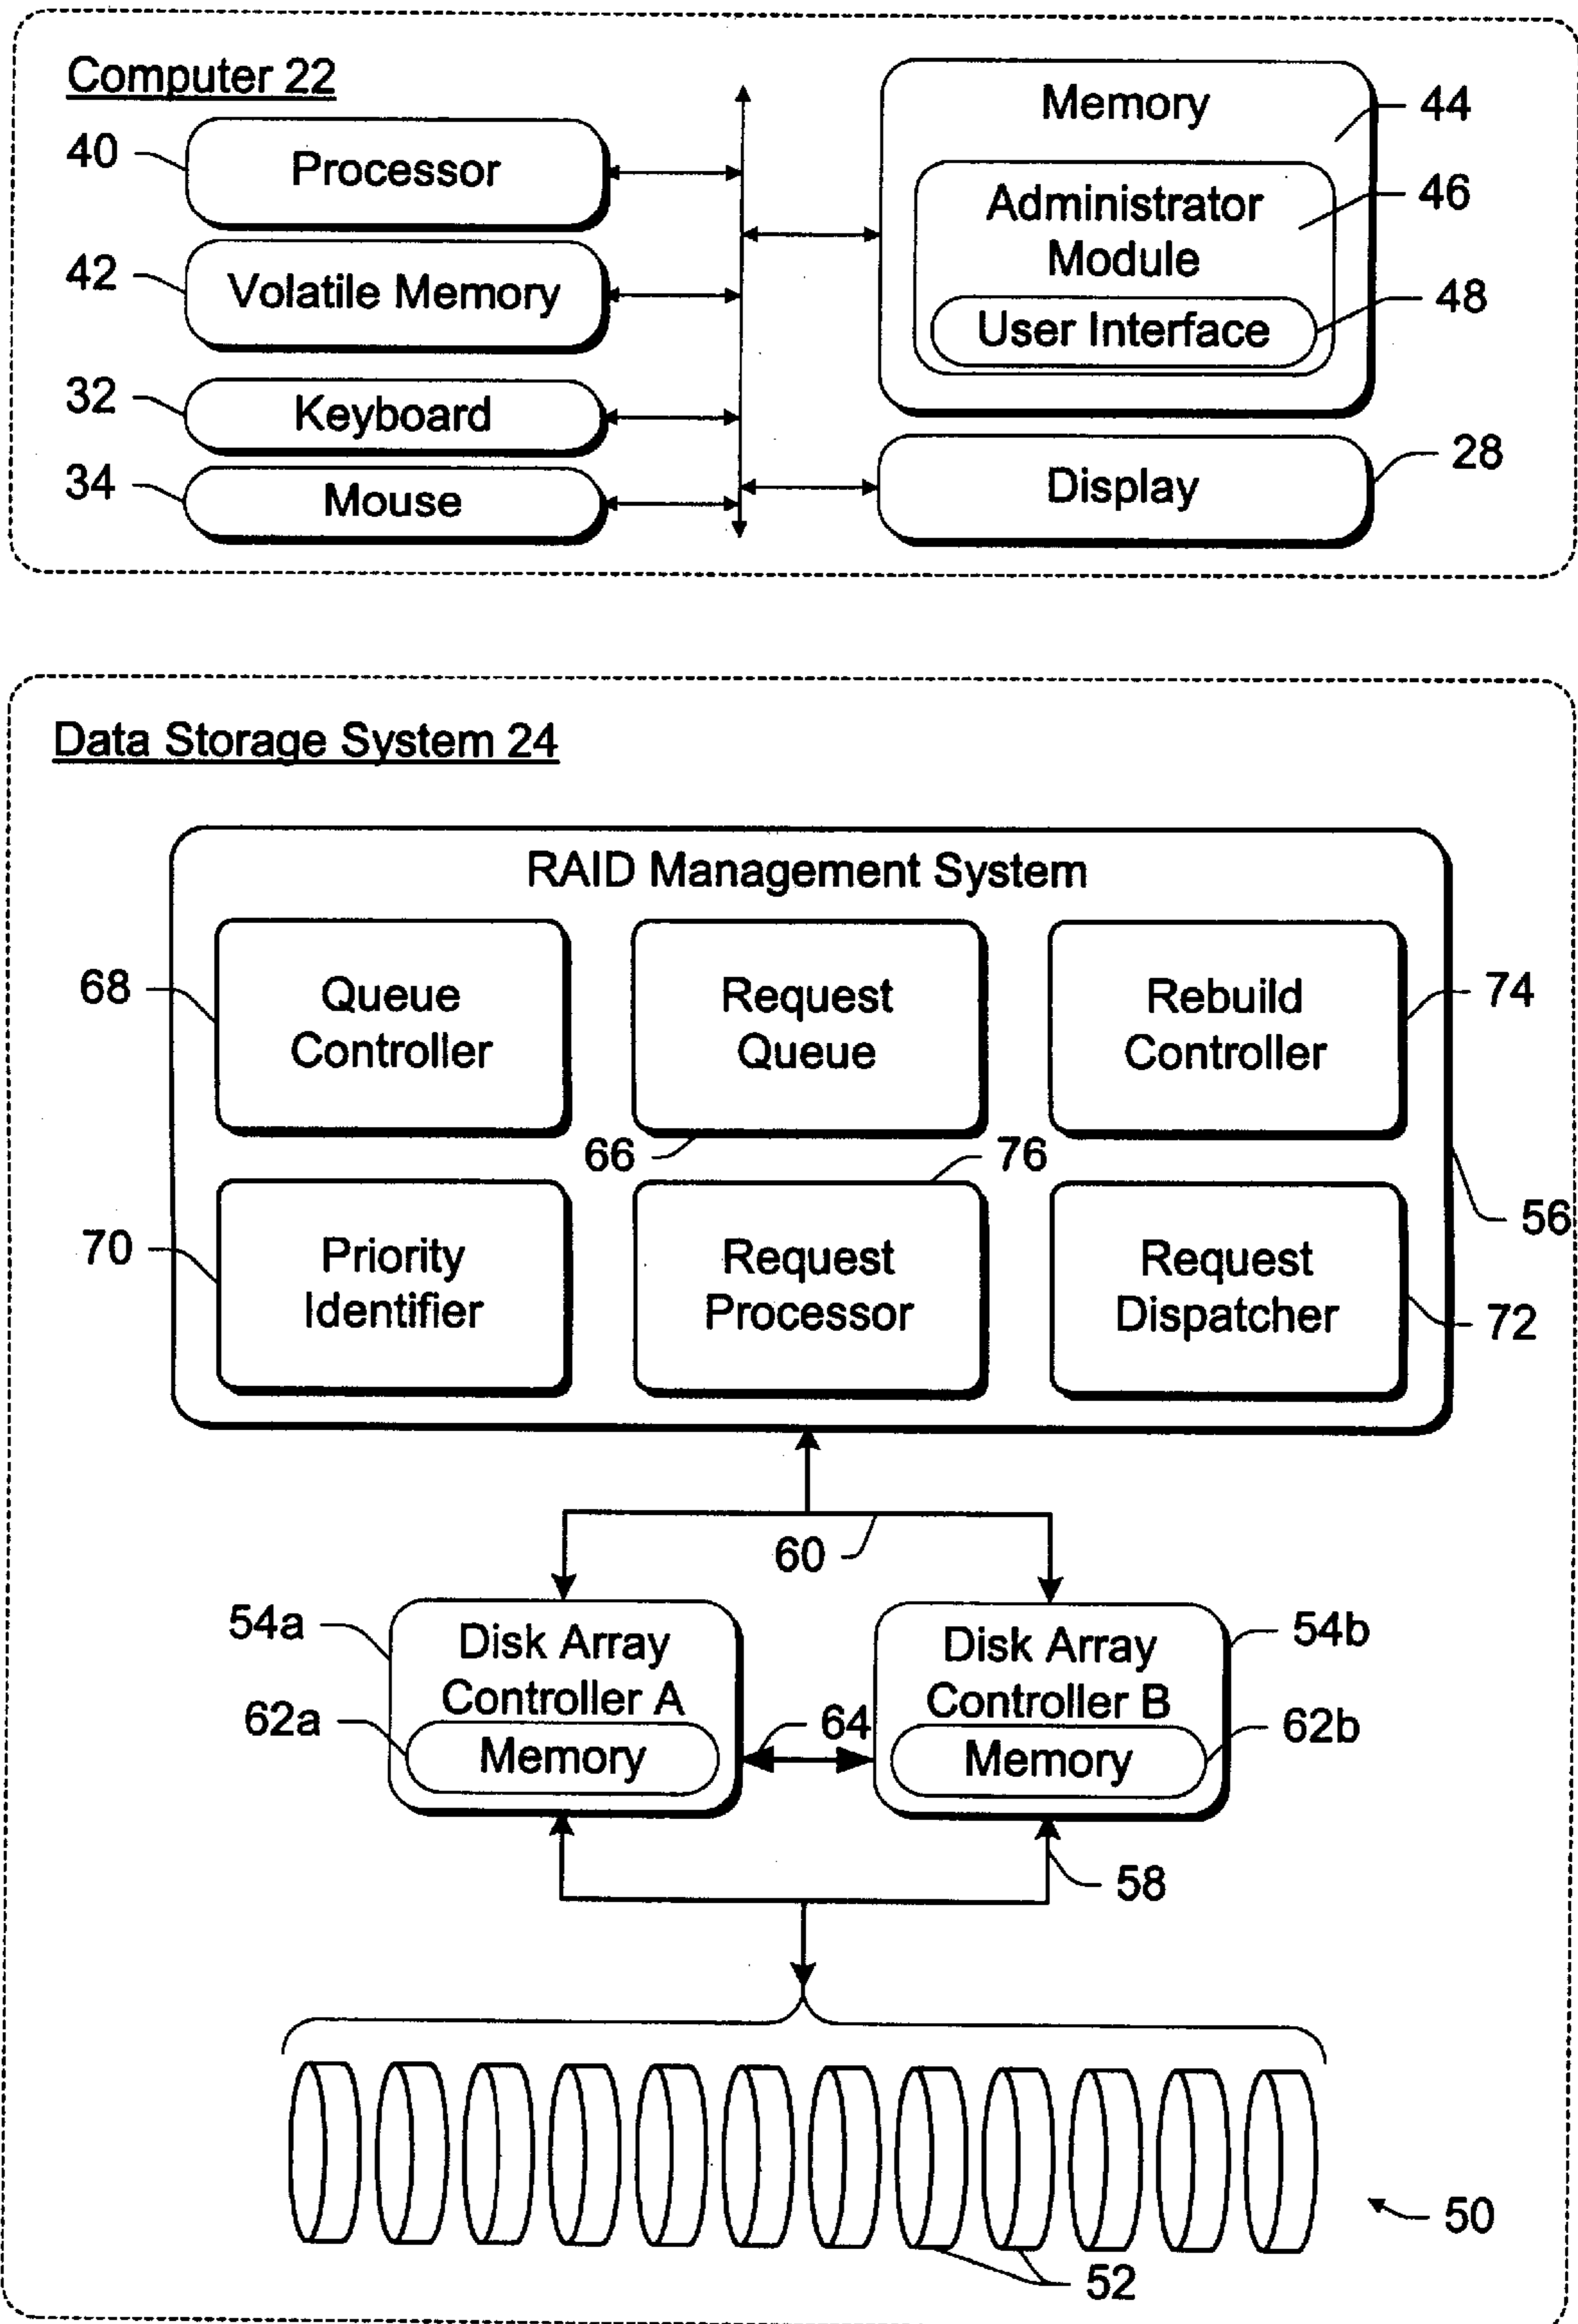 Computer 22
40
Processor
42
Volatile Memory
32
Keyboard
34
Mouse
Memory
44
Administrator
Module
46
User Interface
48
Display
28
Data Storage System 24
RAID Management System
68
Queue
Controller
Request
Queue
66
Rebuild
Controller
74
70
Priority
Identifier
76
Request
Processor
Request
Dispatcher
72
56
60
54a
Disk Array
Controller A
62a
Memory
64
Disk Array
Controller B
54b
Memory
62b
58
50
52